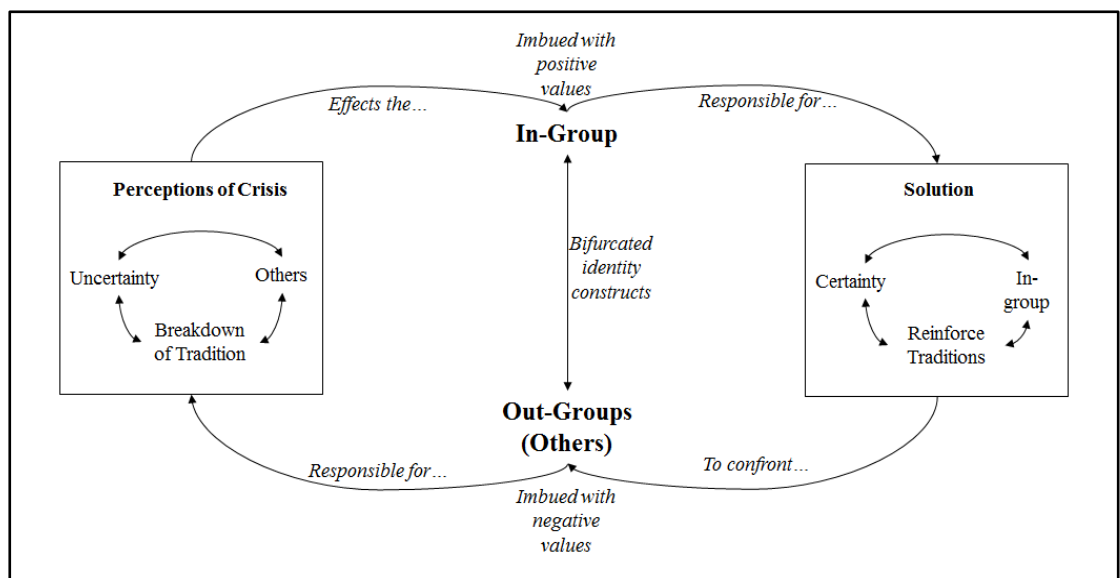 Imbued with
positive
values
Effects the…
Responsible for…
In-Group
Perceptions of Crisis
Uncertainty
Others
Breakdown
of Tradition
Bifurcated
identity
constructs
Solution
Certainty
In-
group
Reinforce
Traditions
Out-Groups
(Others)
Responsible for…
To confront…
Imbued with
negative
values